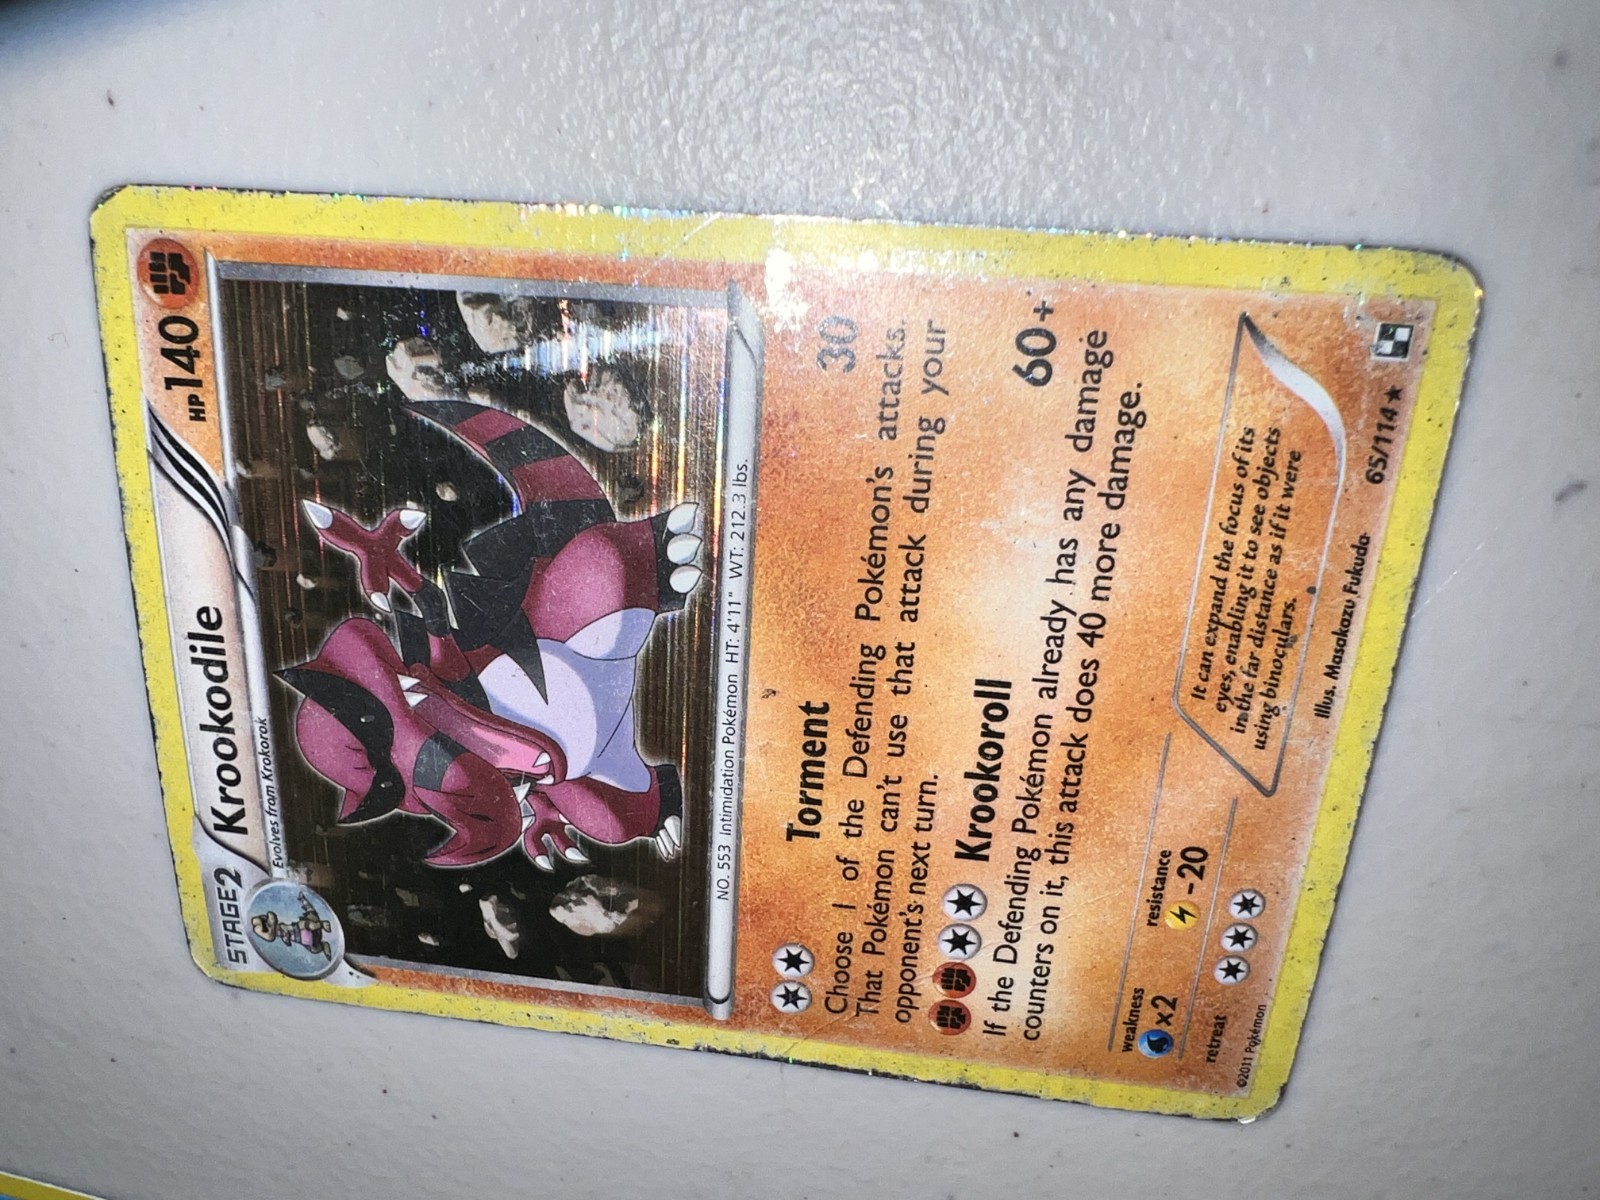 STAGE2 Krookodile HP140
Evolves from Krokorok
NO. 553 Intimidation Pokémon HT: 4'11" WT: 212.3 lbs.
Torment 30
Choose 1 of the Defending Pokémon's attacks.
That Pokémon can't use that attack during your
opponent's next turn.
Krookoroll 60+
If the Defending Pokémon already has any damage
counters on it, this attack does 40 more damage.
weakness
×2
resistance
-20
retreat
It can expand the focus of its
eyes, enabling it to see objects
in the far distance as if it were
using binoculars.
©2011 Pokémon
Illus. Masakazu Fukuda
65/114★